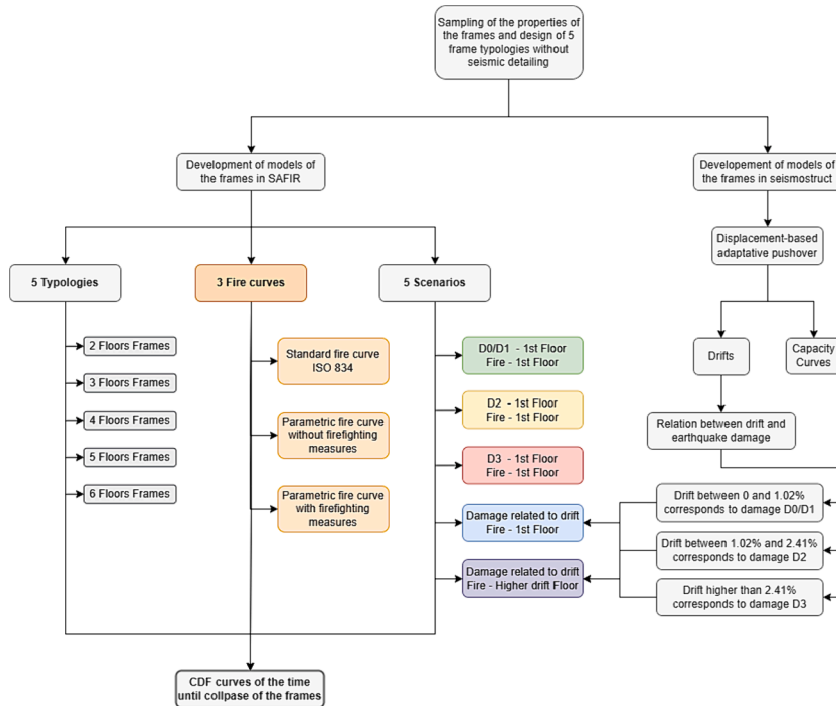 Sampling of the properties of
the frames and design of 5
frame typologies without
seismic detailing
Development of models of
the frames in SAFIR
Developement of models of
the frames in seismostruct
Displacement-based
adaptative pushover
5 Typologies
3 Fire curves
5 Scenarios
2 Floors Frames
3 Floors Frames
4 Floors Frames
5 Floors Frames
6 Floors Frames
Standard fire curve
ISO 834
Parametric fire curve
without firefighting
measures
Parametric fire curve
with firefighting
measures
D0/D1 - 1st Floor
Fire - 1st Floor
D2 - 1st Floor
Fire - 1st Floor
D3 - 1st Floor
Fire - 1st Floor
Damage related to drift
Fire - 1st Floor
Damage related to drift
Fire - Higher drift Floor
Drifts
Capacity
Curves
Relation between drift and
earthquake damage
Drift between 0 and 1.02%
corresponds to damage D0/D1
Drift between 1.02% and 2.41%
corresponds to damage D2
Drift higher than 2.41%
corresponds to damage D3
CDF curves of the time
until collpase of the frames